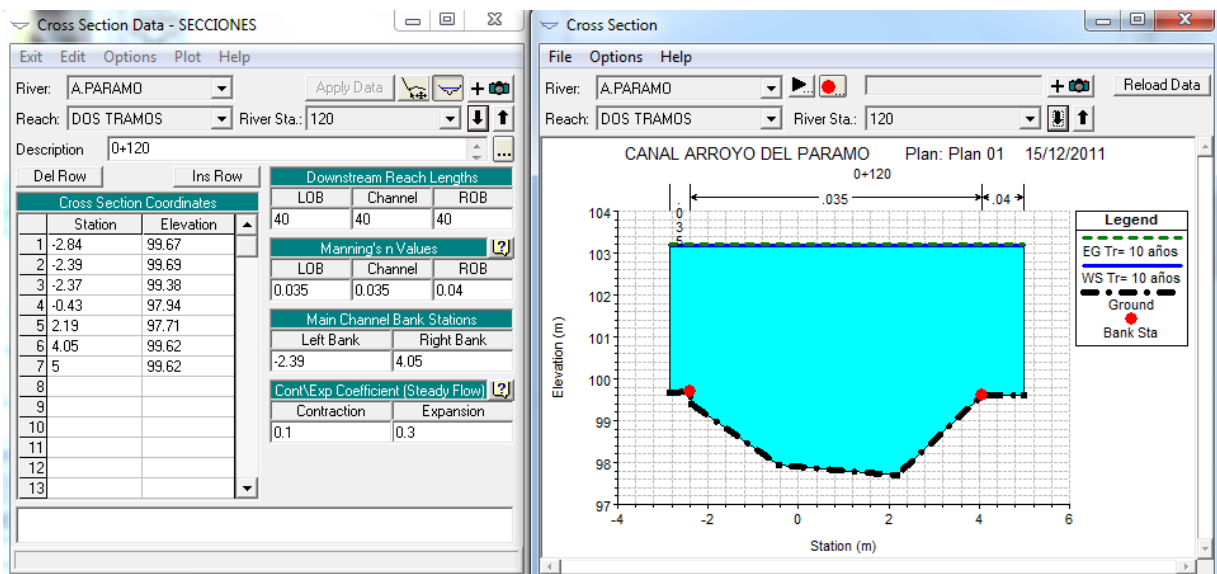 Cross Section Data - SECCIONES
Exit Edit Options Plot Help
River: A.PARAMO Apply Data
Reach: DOS TRAMOS River Sta.: 120
Description 0+120 ...
Del Row Ins Row
Cross Section Coordinates
Station Elevation
1 -2.84 99.67
2 -2.39 99.69
3 -2.37 99.38
4 -0.43 97.94
5 2.19 97.71
6 4.05 99.62
7 5 99.62
8
9
10
11
12
13
Downstream Reach Lengths
LOB Channel ROB
40 40 40
Manning's n Values
LOB Channel ROB
0.035 0.035 0.04
Main Channel Bank Stations
Left Bank Right Bank
-2.39 4.05
Cont\Exp Coefficient (Steady Flow)
Contraction Expansion
0.1 0.3
Cross Section
File Options Help
River: A.PARAMO Reload Data
Reach: DOS TRAMOS River Sta.: 120
CANAL ARROYO DEL PARAMO Plan: Plan 01 15/12/2011
0+120
.035 .035 .04
104
103
102
101
100
99
98
97
Elevation (m)
-4 -2 0 2 4 6
Station (m)
Legend
EG Tr= 10 años
WS Tr= 10 años
Ground
Bank Sta